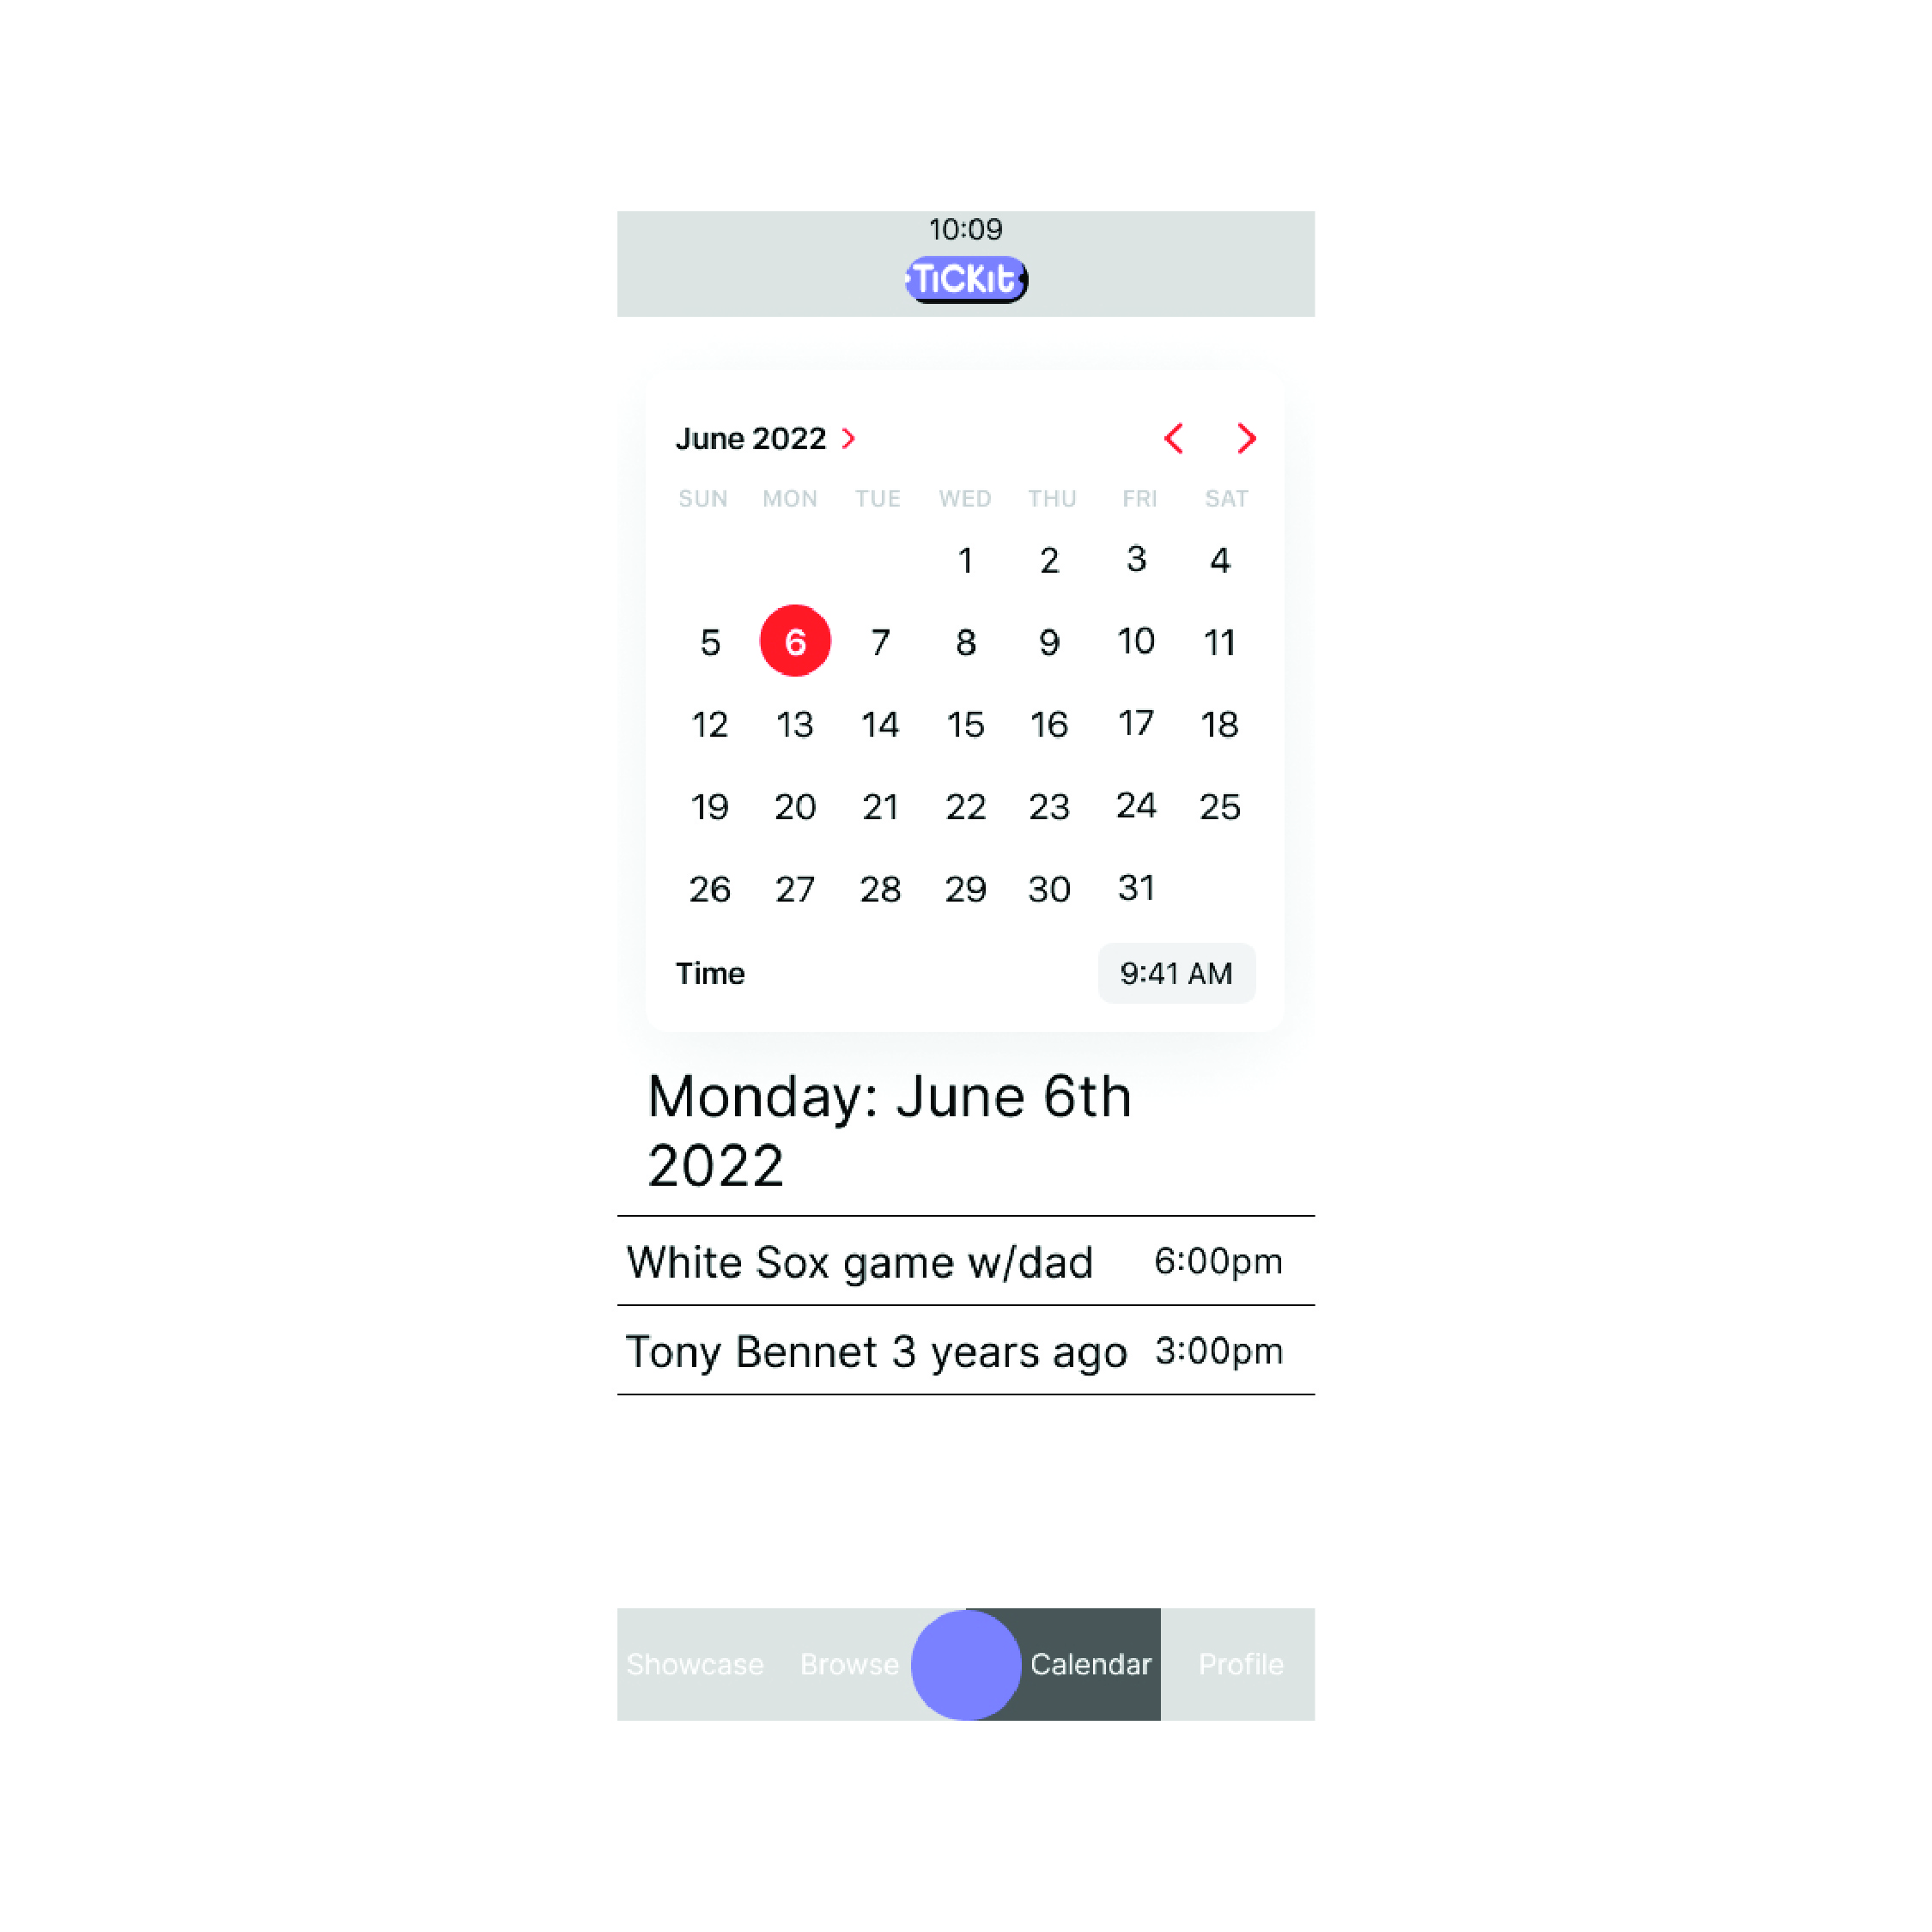 10:09
TiCKit
June 2022
SUN MON TUE WED THU FRI SAT
1 2 3 4
5 6 7 8 9 10 11
12 13 14 15 16 17 18
19 20 21 22 23 24 25
26 27 28 29 30 31
Time 9:41 AM
Monday: June 6th
2022
White Sox game w/dad 6:00pm
Tony Bennet 3 years ago 3:00pm
Showcase Browse Calendar Profile